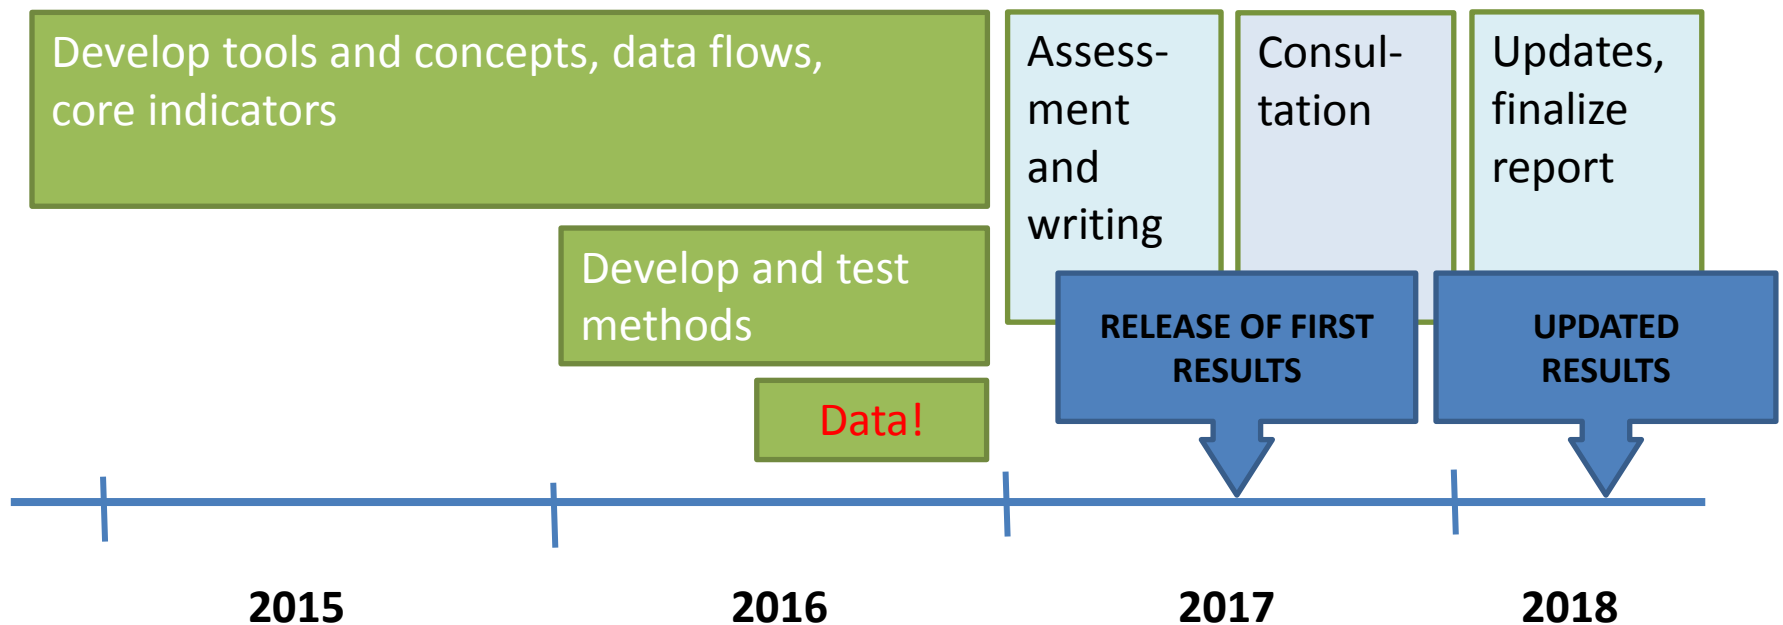 Develop tools and concepts, data flows,
core indicators
Assess-
ment
and
writing
Consul-
tation
Updates,
finalize
report
Develop and test
methods
Data!
RELEASE OF FIRST
RESULTS
UPDATED
RESULTS
2015
2016
2017
2018